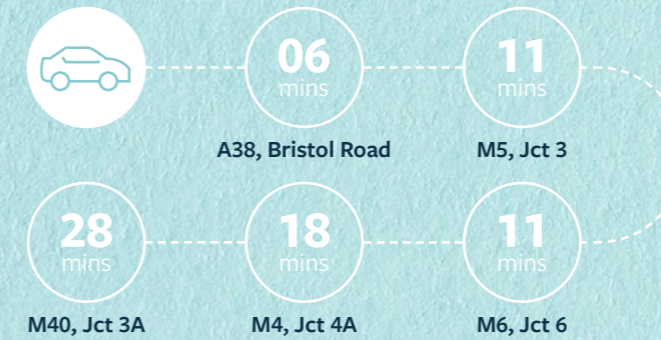 06
mins
A38, Bristol Road
11
mins
M5, Jct 3
11
mins
M6, Jct 6
18
mins
M4, Jct 4A
28
mins
M40, Jct 3A